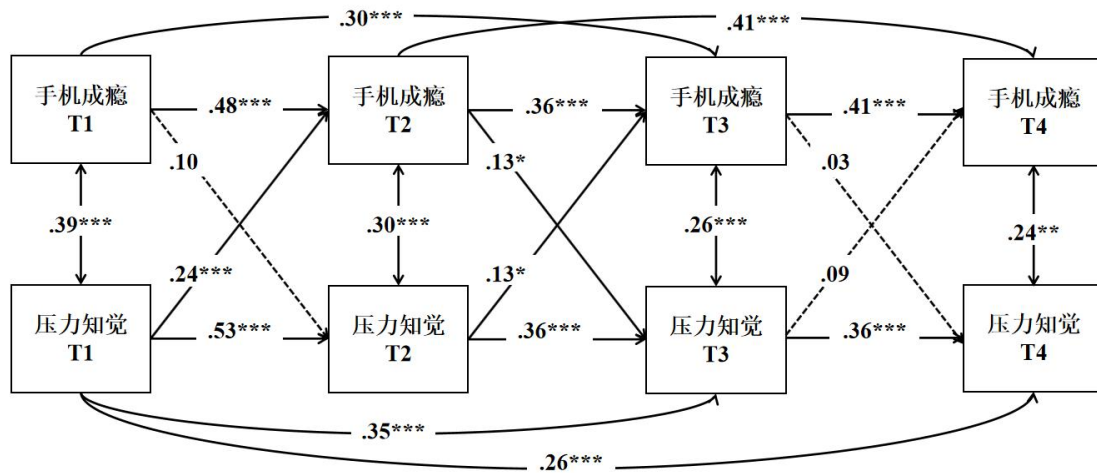 .30***
.41***
手机成瘾
T1
手机成瘾
T2
手机成瘾
T3
手机成瘾
T4
.48***
.36***
.41***
.10
.13*
.03
.39***
.30***
.26***
.24**
.24***
.13*
.09
压力知觉
T1
压力知觉
T2
压力知觉
T3
压力知觉
T4
.53***
.36***
.36***
.35***
.26***